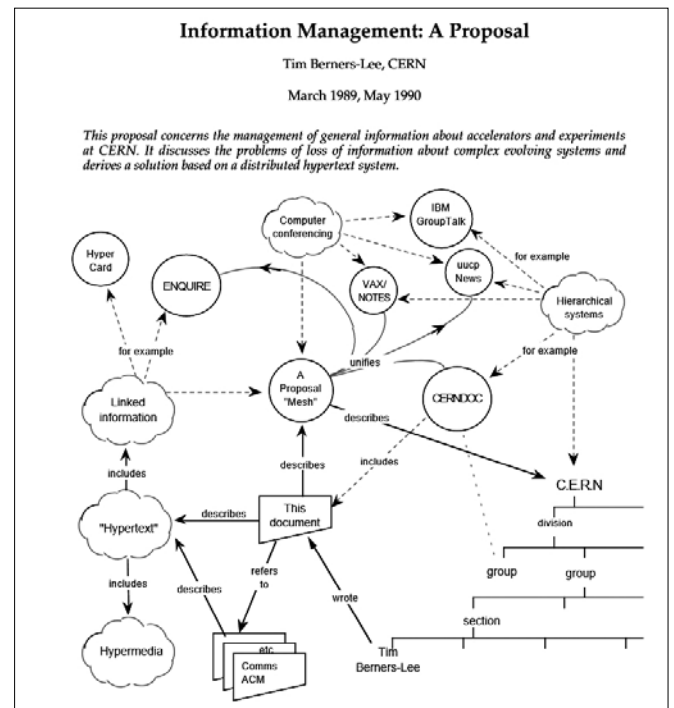 Information Management: A Proposal
Tim Berners-Lee, CERN
March 1989, May 1990
This proposal concerns the management of general information about accelerators and experiments
at CERN. It discusses the problems of loss of information about complex evolving systems and
derives a solution based on a distributed hypertext system.
IBM
GroupTalk
Computer
conferencing
Hyper
Card
for example
uucp
News
ENQUIRE
VAX/
NOTES
Hierarchical
systems
for example
unifies
for example
A
Proposal
"Mesh"
CERNDOC
Linked
information
describes
includes
describes
C.E.R.N
includes
This
document
describes
"Hypertext"
division
refers
to
group
group
includes
describes
wrote
section
etc
Hypermedia
Comms
ACM
Tim
Berners-Lee